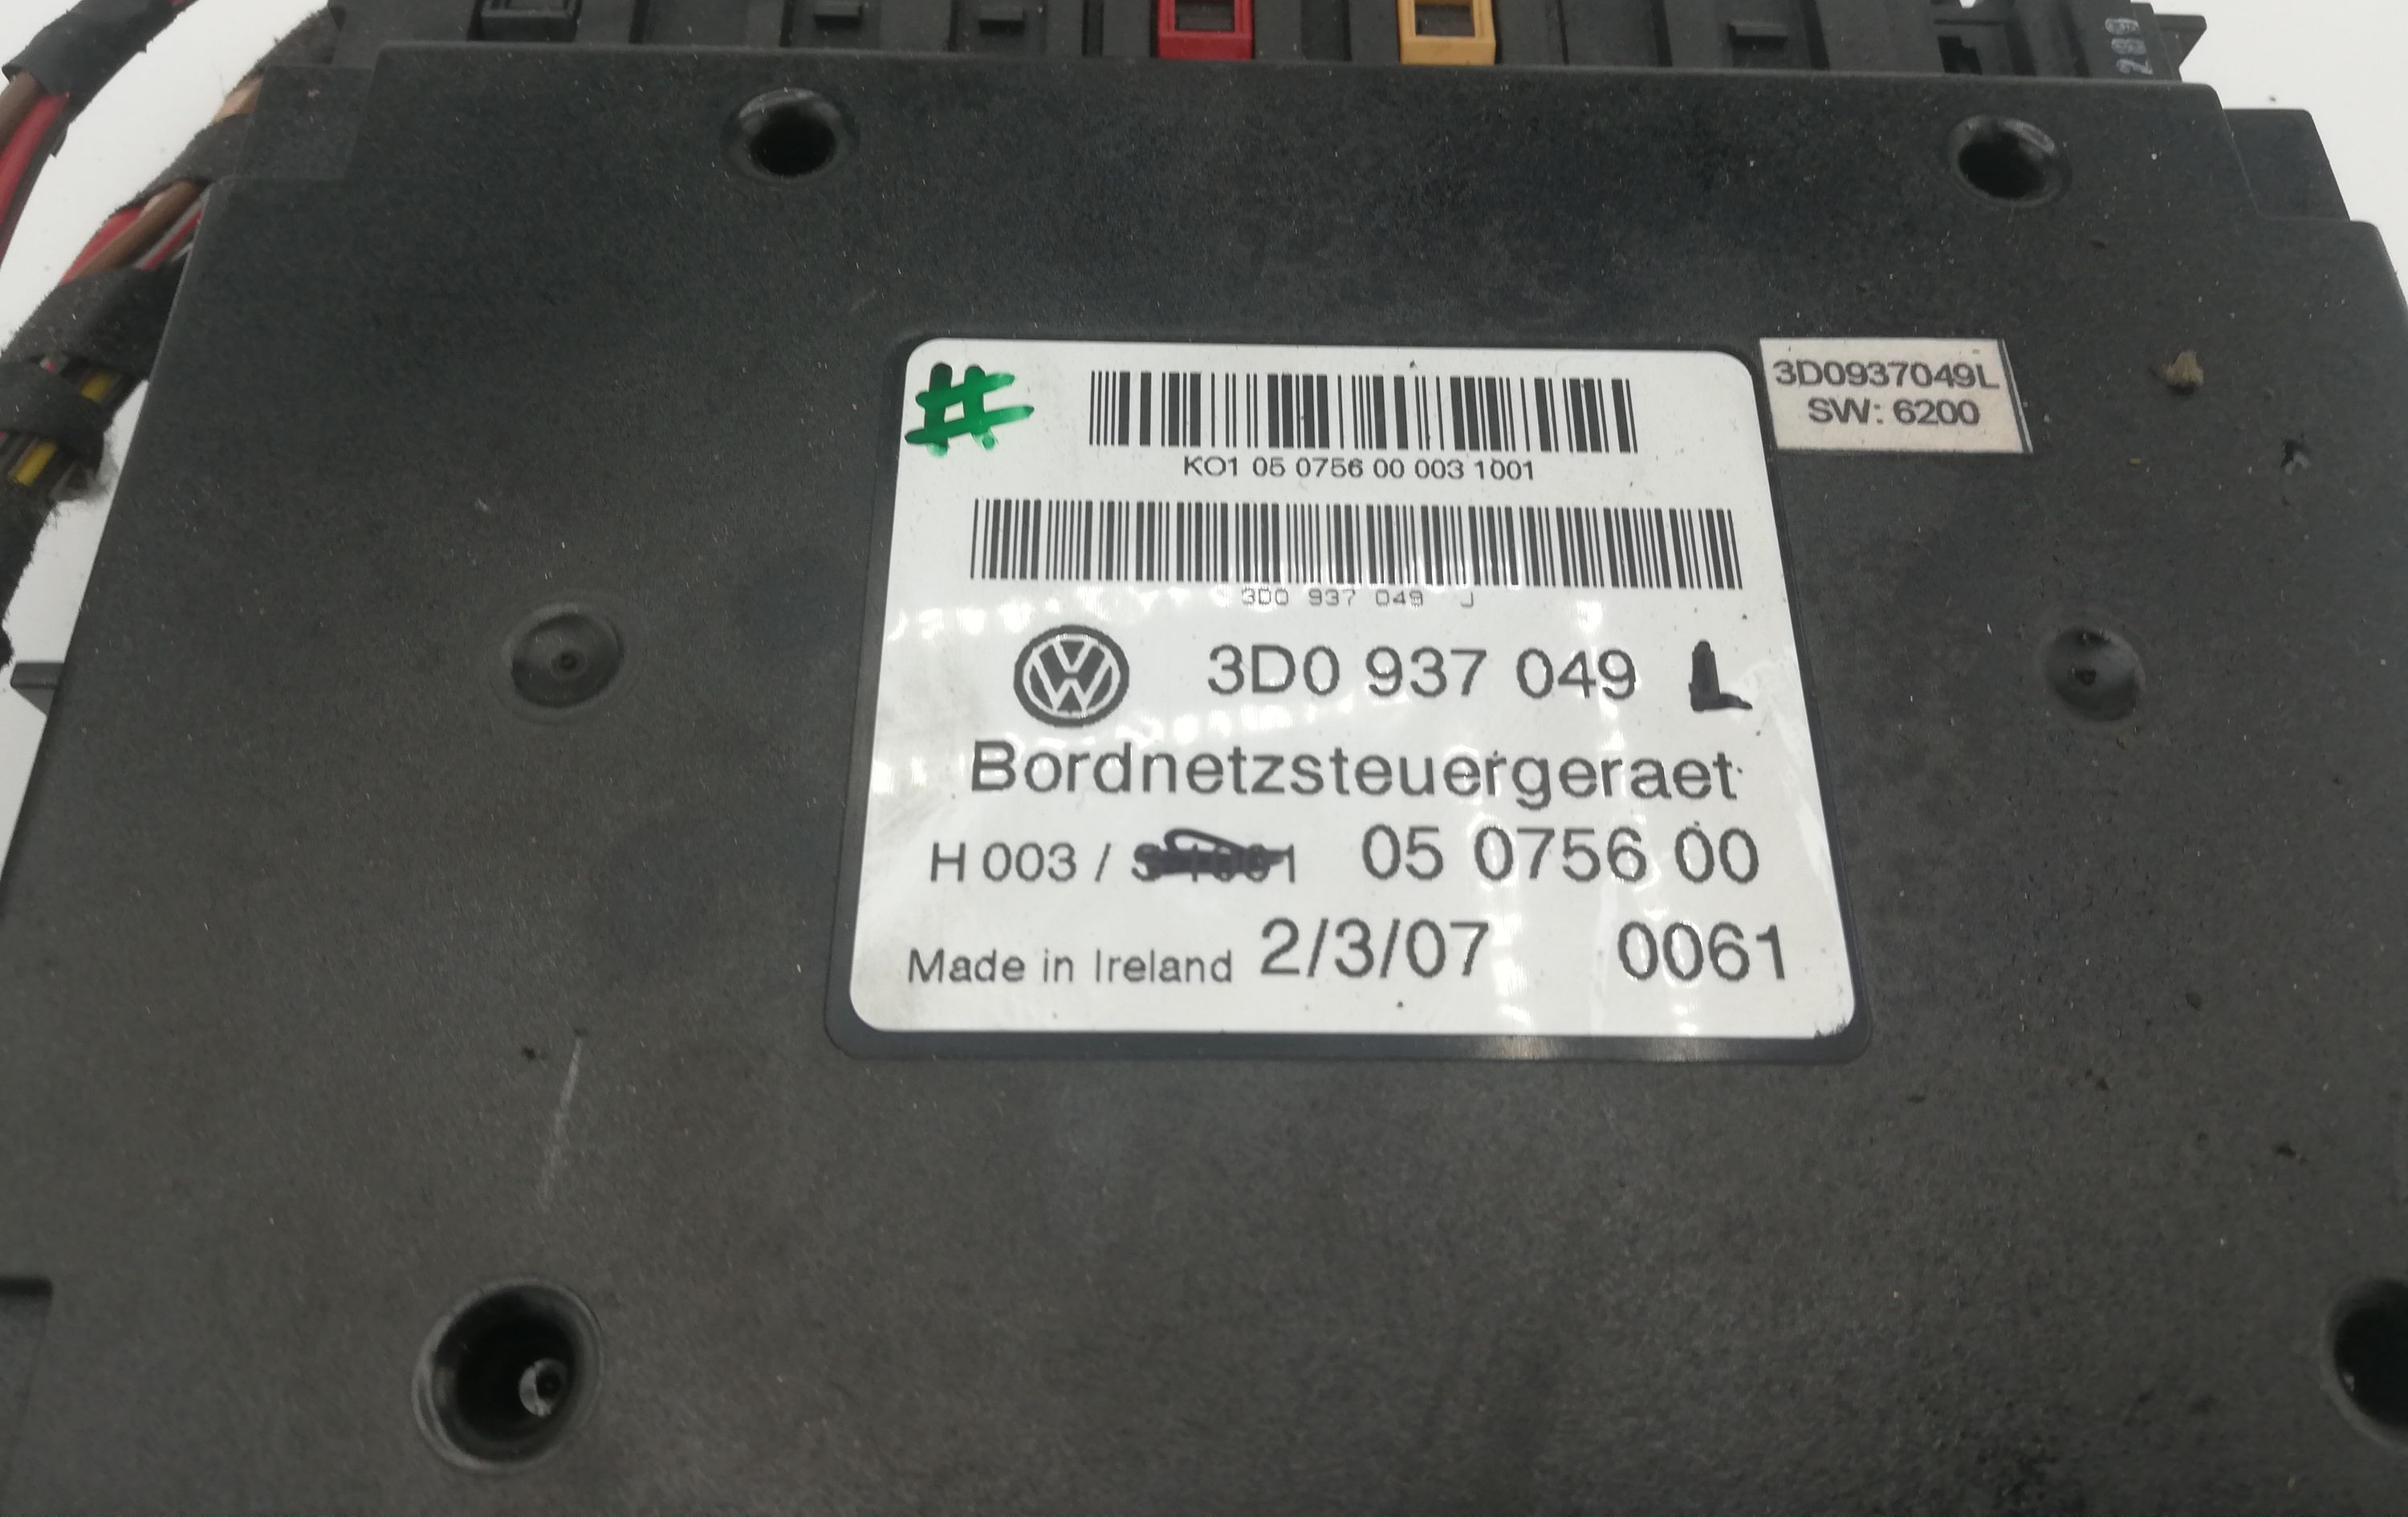 200
3D0937049L
SW: 6200
#
KO1 05 0756 00 003 1001
3D0 937 049 J
3D0 937 049 L
Bordnetzsteuergeraet
H 003 / 05 0756 00
Made in Ireland 2/3/07 0061